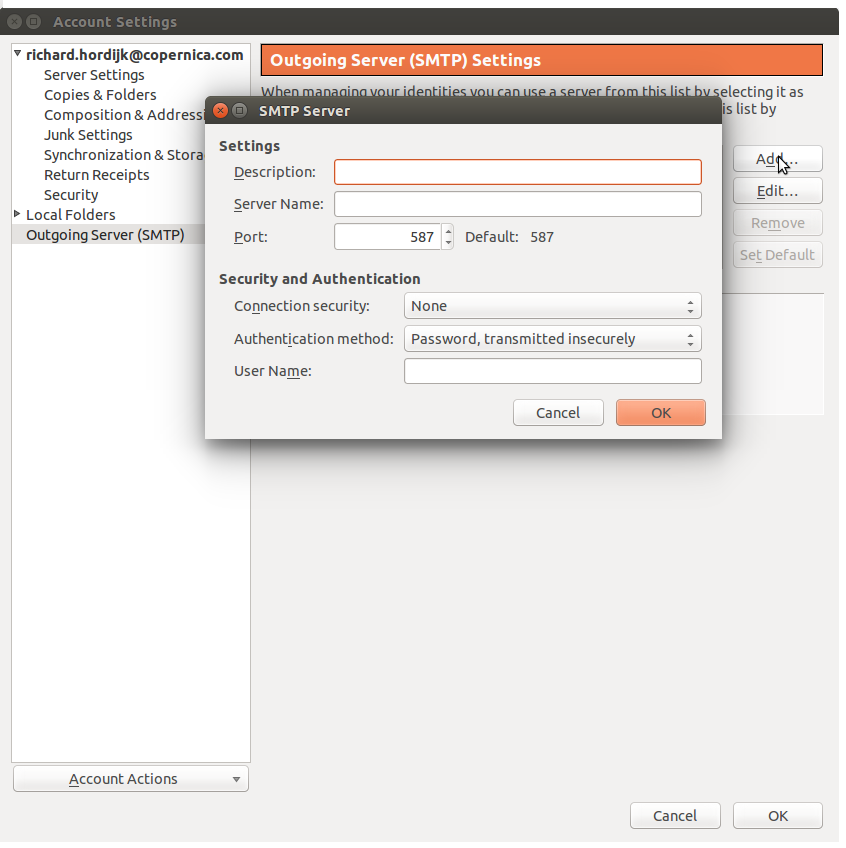 Account Settings
richard.hordijk@copernica.com
Server Settings
Copies & Folders
Composition & Addressi
Junk Settings
Synchronization & Stora
Return Receipts
Security
Local Folders
Outgoing Server (SMTP)
Account Actions
Outgoing Server (SMTP) Settings
When managing your identities you can use a server from this list by selecting it as
is list by
Add...
Edit...
Remove
Set Default
SMTP Server
Settings
Description:
Server Name:
Port: 587 Default: 587
Security and Authentication
Connection security: None
Authentication method: Password, transmitted insecurely
User Name:
Cancel OK
Cancel OK